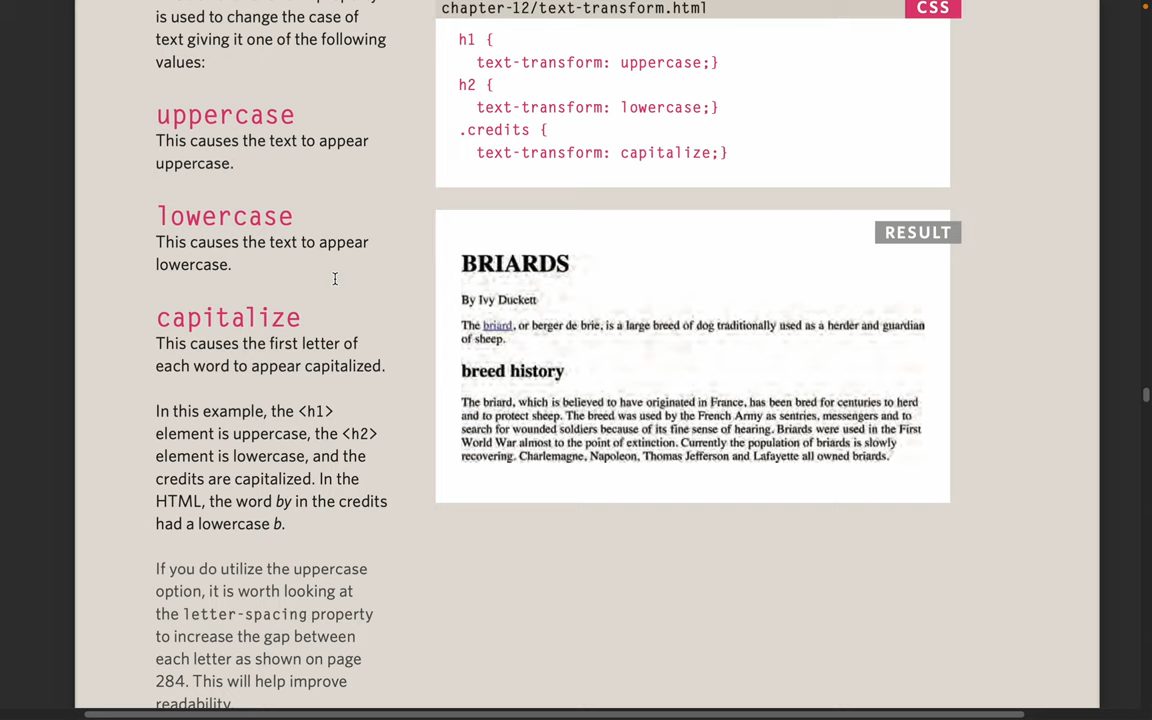 is used to change the case of
text giving it one of the following
values:
uppercase
This causes the text to appear
uppercase.
lowercase
This causes the text to appear
lowercase.
capitalize
This causes the first letter of
each word to appear capitalized.
In this example, the <h1>
element is uppercase, the <h2>
element is lowercase, and the
credits are capitalized. In the
HTML, the word by in the credits
had a lowercase b.
If you do utilize the uppercase
option, it is worth looking at
the letter-spacing property
to increase the gap between
each letter as shown on page
284. This will help improve
readability.
chapter-12/text-transform.html
CSS
h1 {
text-transform: uppercase;}
h2 {
text-transform: lowercase;}
.credits {
text-transform: capitalize;}
RESULT
BRIARDS
By Ivy Duckett
The briard, or berger de brie, is a large breed of dog traditionally used as a herder and guardian
of sheep.
breed history
The briard, which is believed to have originated in France, has been bred for centuries to herd
and to protect sheep. The breed was used by the French Army as sentries, messengers and to
search for wounded soldiers because of its fine sense of hearing. Briards were used in the First
World War almost to the point of extinction. Currently the population of briards is slowly
recovering. Charlemagne, Napoleon, Thomas Jefferson and Lafayette all owned briards.